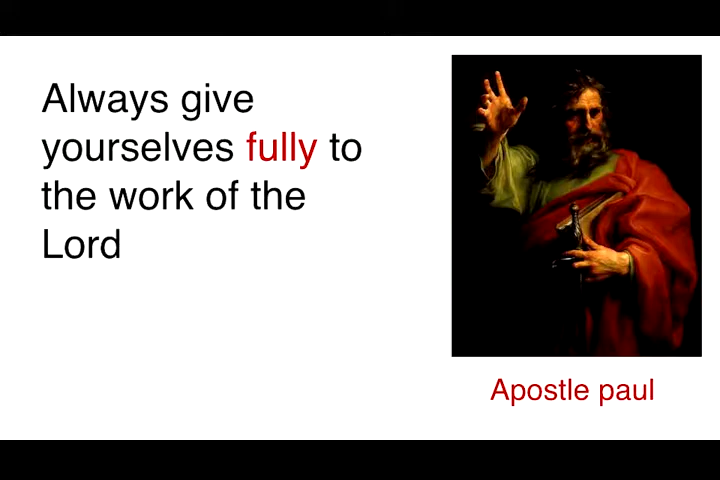 Always give
yourselves fully to
the work of the
Lord
Apostle paul